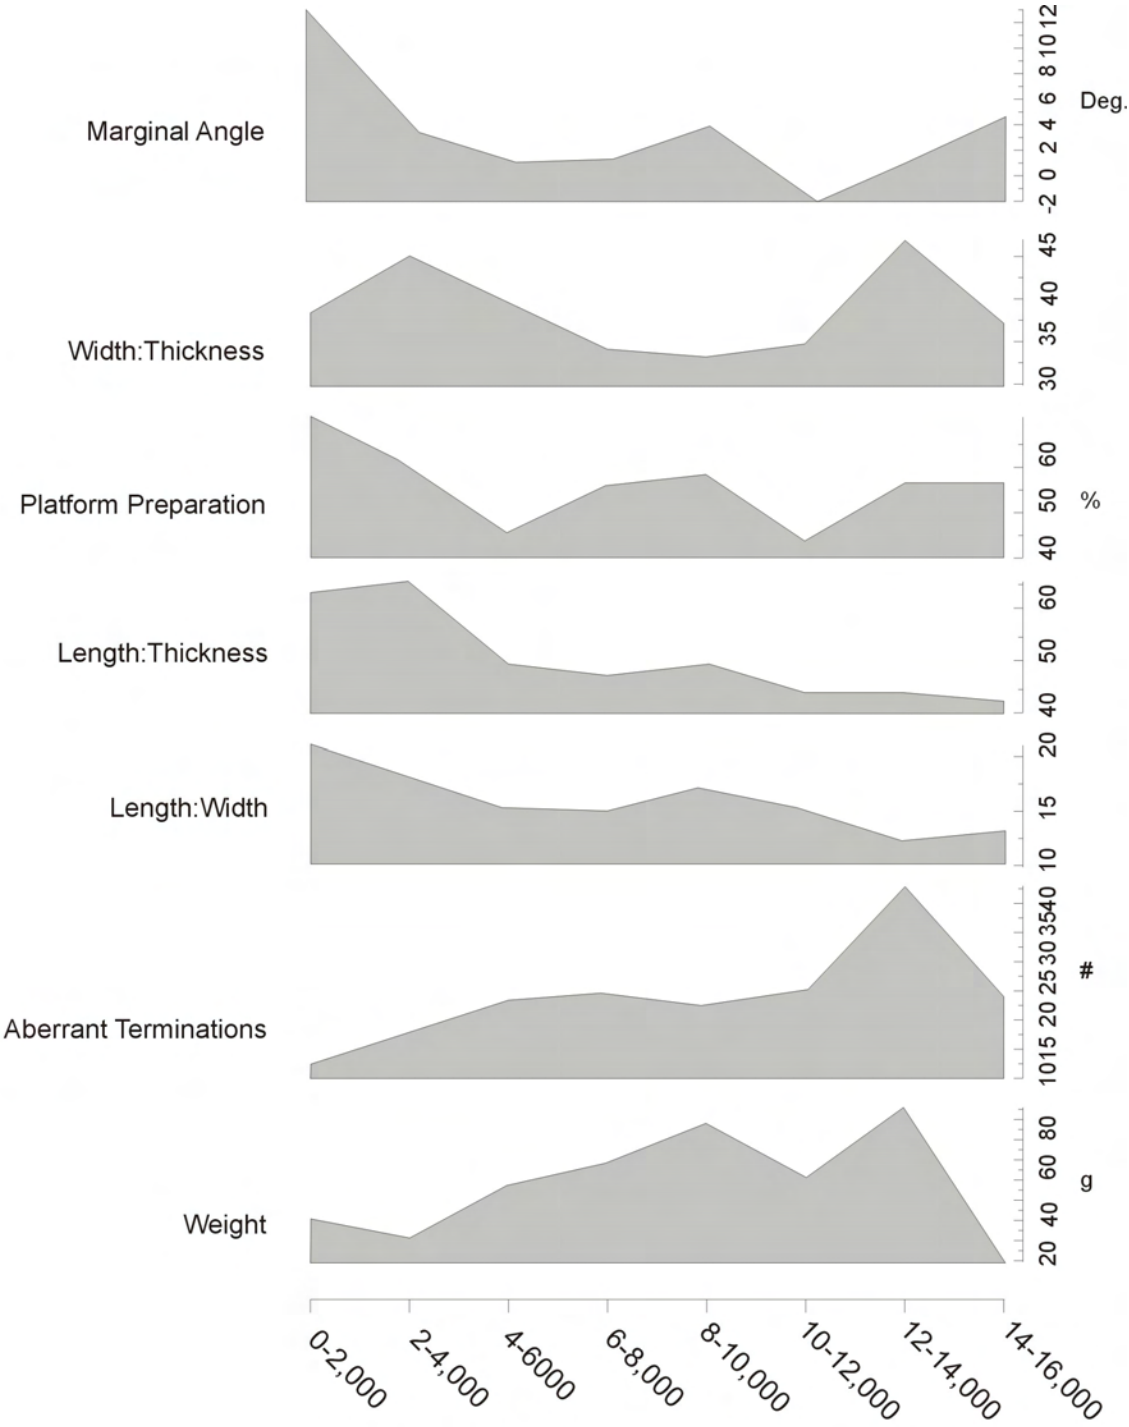 Marginal Angle
-2 0 2 4 6 8 10 12
Deg.
Width:Thickness
30 35 40 45
Platform Preparation
40 50 60
%
Length:Thickness
40 50 60
Length:Width
10 15 20
Aberrant Terminations
10 15 20 25 30 35 40
#
Weight
20 40 60 80
g
0-2,000
2-4,000
4-6000
6-8,000
8-10,000
10-12,000
12-14,000
14-16,000